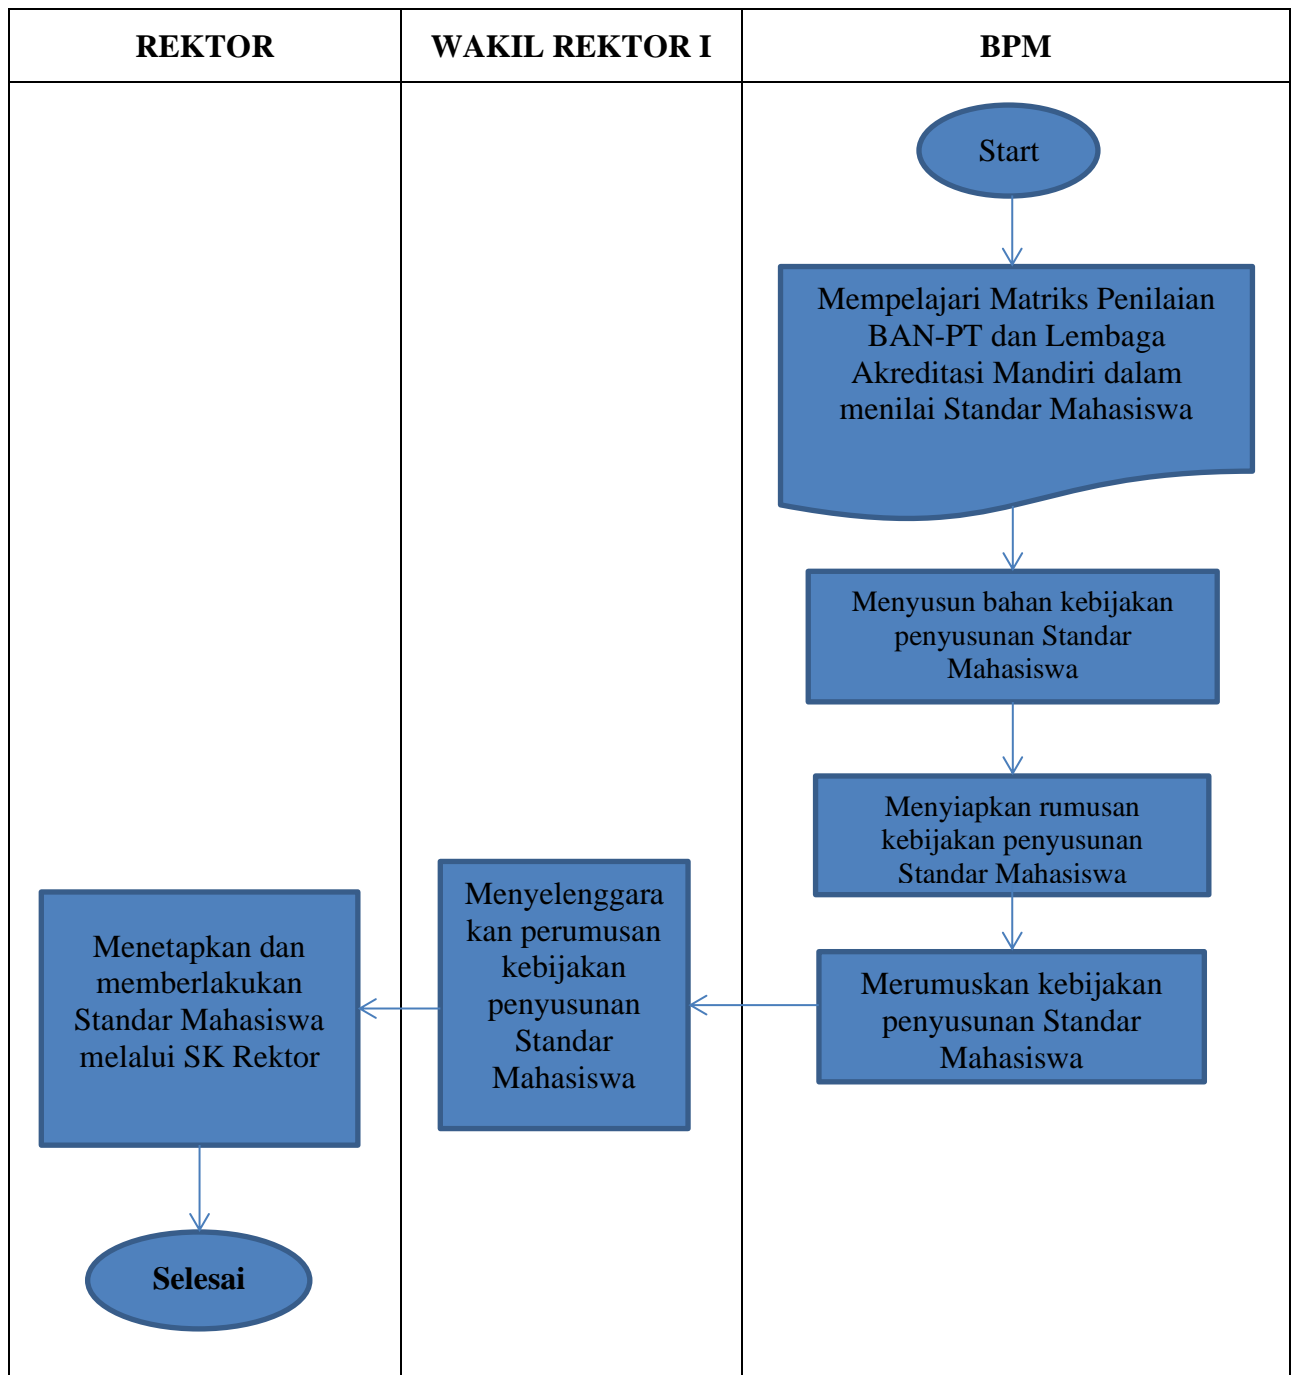 REKTOR
WAKIL REKTOR I
BPM
Start
Mempelajari Matriks Penilaian
BAN-PT dan Lembaga
Akreditasi Mandiri dalam
menilai Standar Mahasiswa
Menyusun bahan kebijakan
penyusunan Standar
Mahasiswa
Menyiapkan rumusan
kebijakan penyusunan
Standar Mahasiswa
Merumuskan kebijakan
penyusunan Standar
Mahasiswa
Menyelenggara
kan perumusan
kebijakan
penyusunan
Standar
Mahasiswa
Menetapkan dan
memberlakukan
Standar Mahasiswa
melalui SK Rektor
Selesai